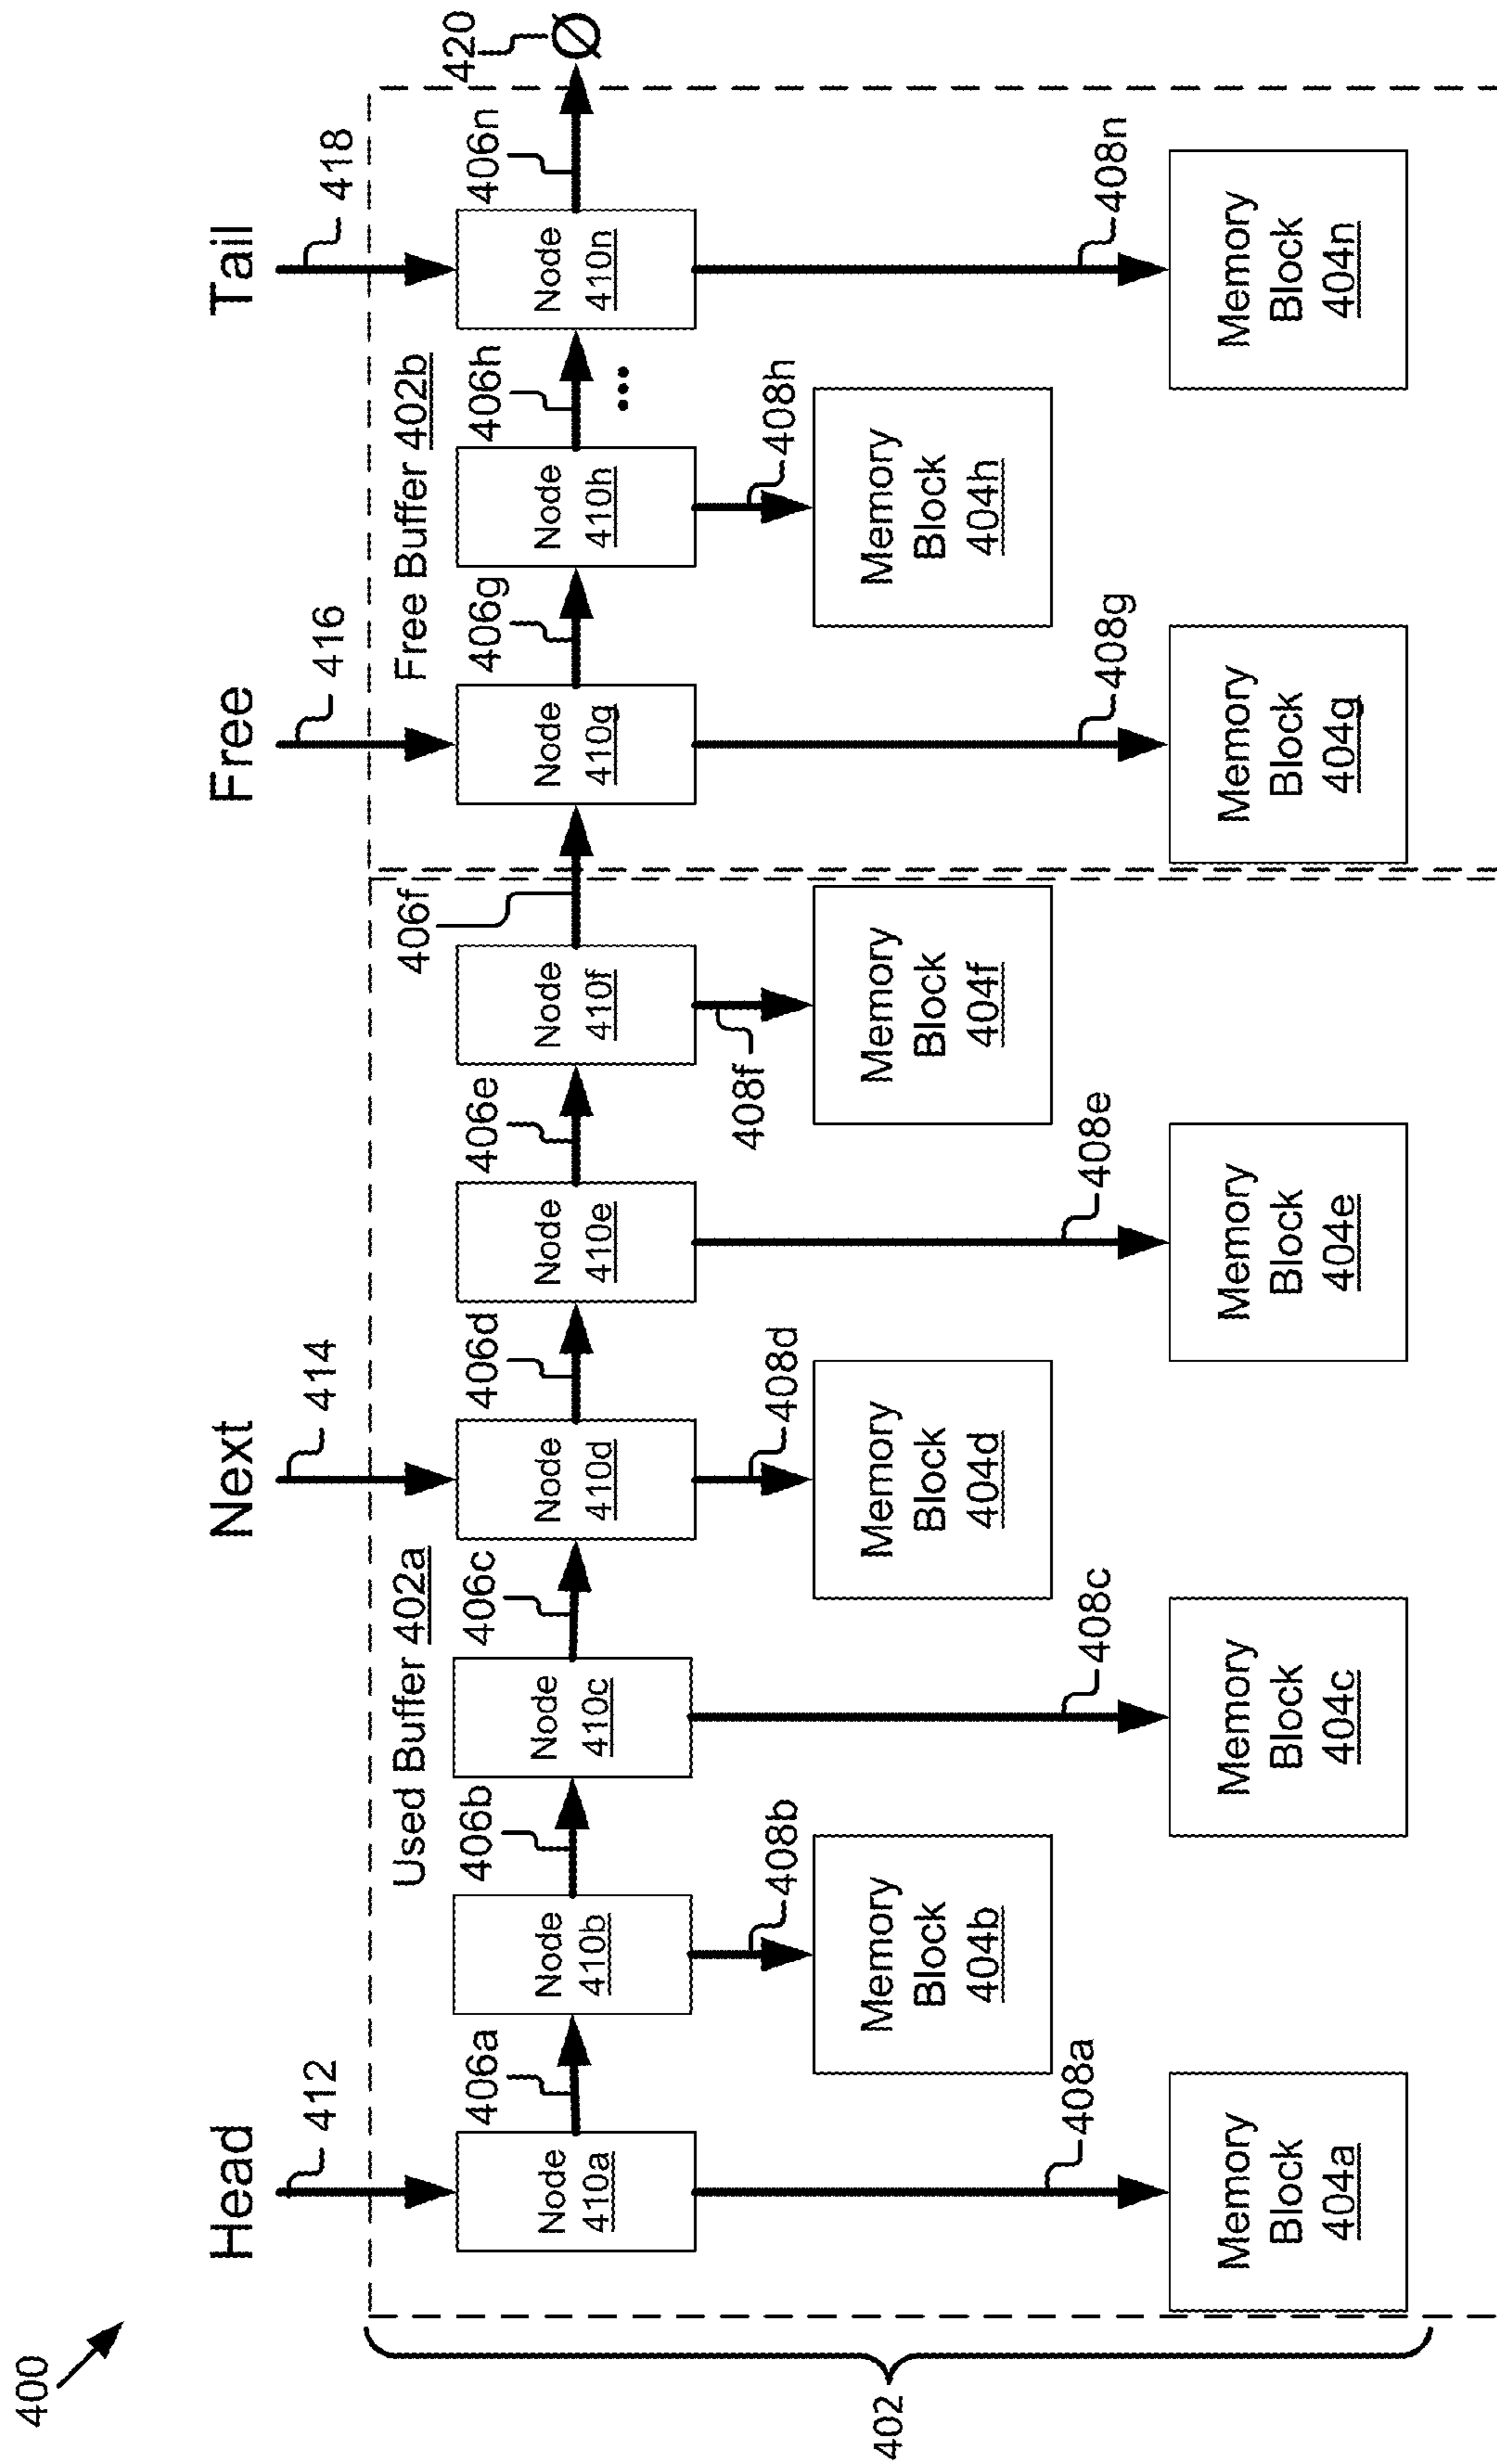 400
Head
412
Next
414
Free
416
Tail
418
Used Buffer 402a
Free Buffer 402b
406a
406b
406c
406d
406e
406f
406g
406h
406n
420
Ø
Node
410a
Node
410b
Node
410c
Node
410d
Node
410e
Node
410f
Node
410g
Node
410h
...
Node
410n
402
408b
408d
408f
408h
Memory
Block
404b
Memory
Block
404d
Memory
Block
404f
Memory
Block
404h
408a
408c
408e
408g
408n
Memory
Block
404a
Memory
Block
404c
Memory
Block
404e
Memory
Block
404g
Memory
Block
404n